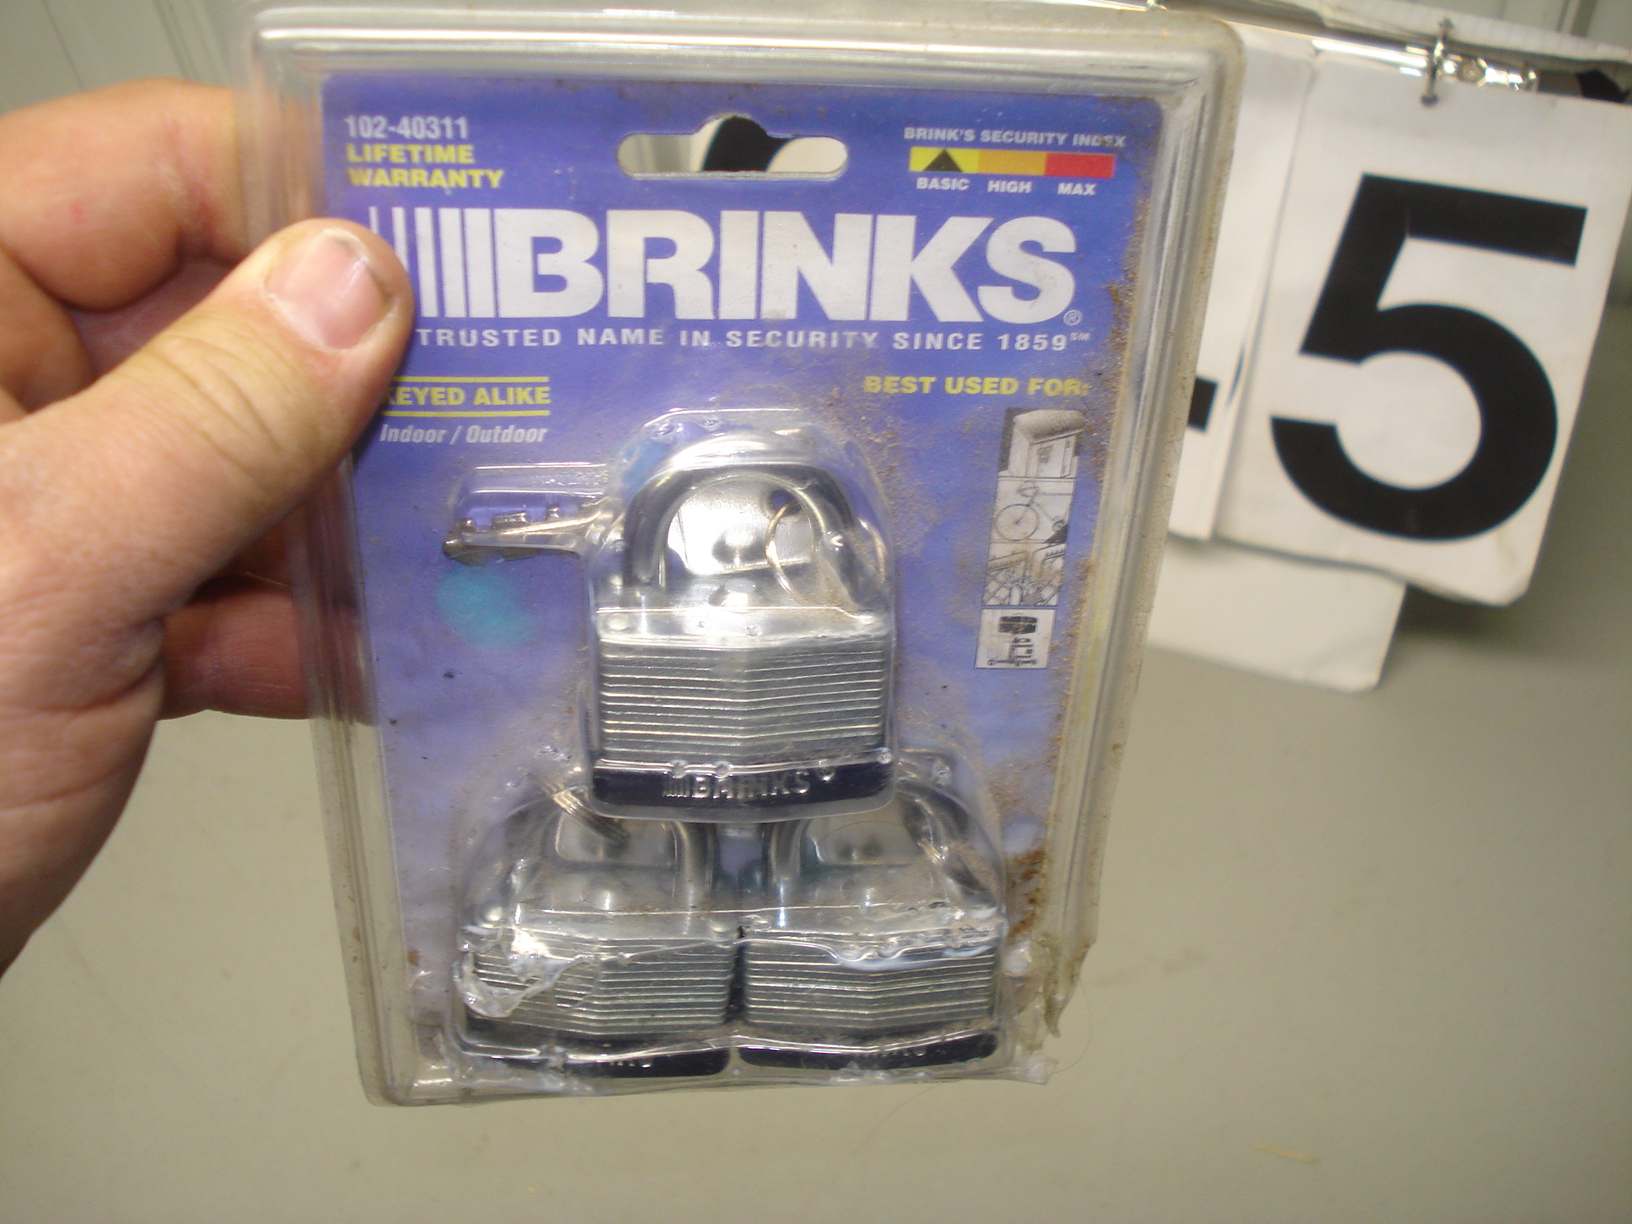 102-40311
LIFETIME
WARRANTY
BRINK'S SECURITY INDEX
BASIC HIGH MAX
BRINKS®
TRUSTED NAME IN SECURITY SINCE 1859℠
KEYED ALIKE
Indoor / Outdoor
BEST USED FOR:
BRINKS
5